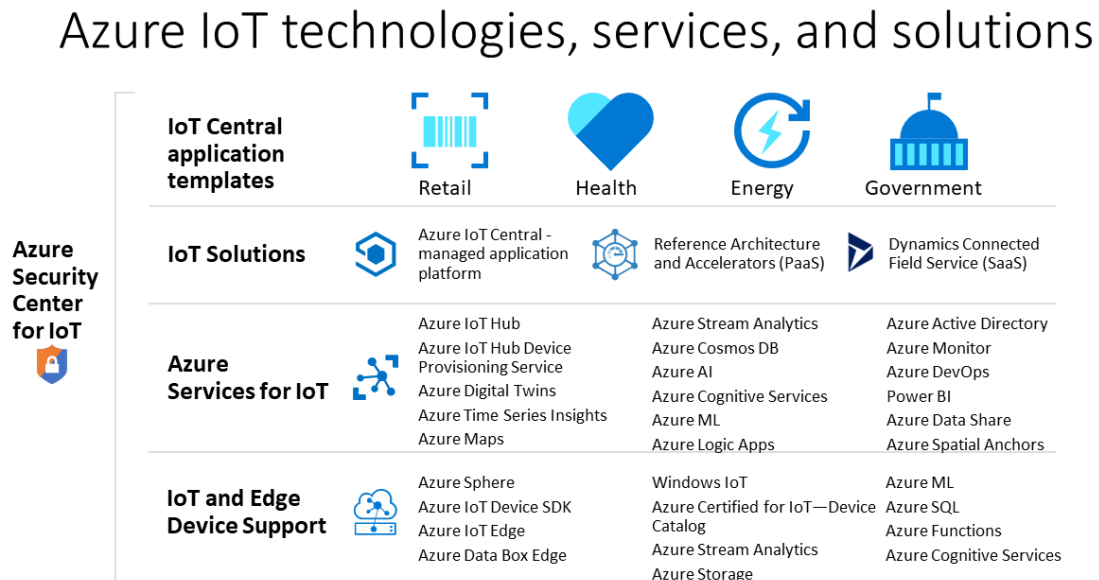 Azure IoT technologies, services, and solutions
IoT Central
application
templates
Retail
Health
Energy
Government
Azure
Security
Center
for IoT
IoT Solutions
Azure IoT Central -
managed application
platform
Reference Architecture
and Accelerators (PaaS)
Dynamics Connected
Field Service (SaaS)
Azure
Services for IoT
Azure IoT Hub
Azure IoT Hub Device
Provisioning Service
Azure Digital Twins
Azure Time Series Insights
Azure Maps
Azure Stream Analytics
Azure Cosmos DB
Azure AI
Azure Cognitive Services
Azure ML
Azure Logic Apps
Azure Active Directory
Azure Monitor
Azure DevOps
Power BI
Azure Data Share
Azure Spatial Anchors
IoT and Edge
Device Support
Azure Sphere
Azure IoT Device SDK
Azure IoT Edge
Azure Data Box Edge
Windows IoT
Azure Certified for IoT—Device
Catalog
Azure Stream Analytics
Azure Storage
Azure ML
Azure SQL
Azure Functions
Azure Cognitive Services